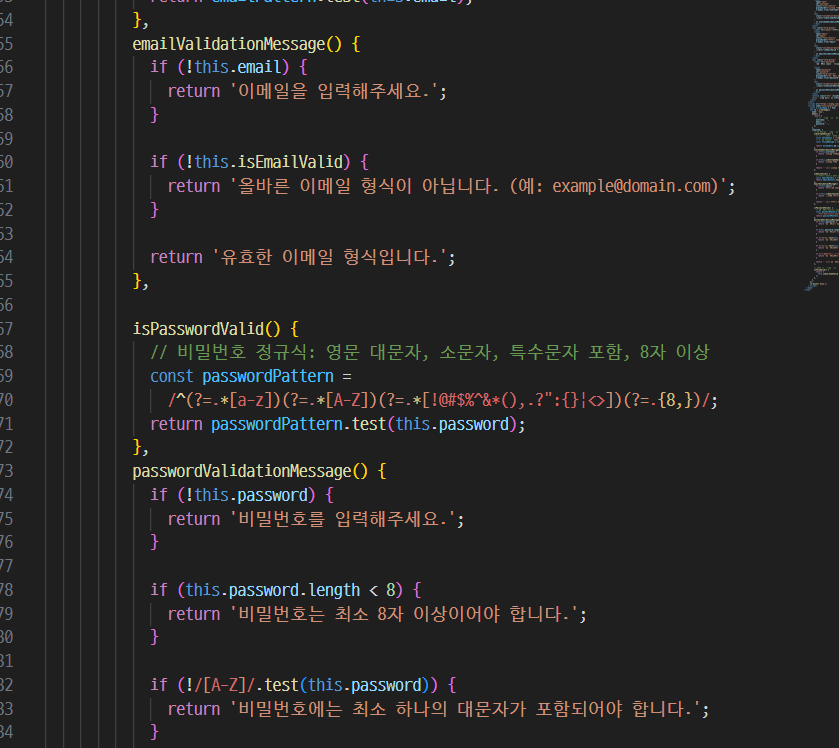 54 },
55 emailValidationMessage() {
56 if (!this.email) {
57 return '이메일을 입력해주세요.';
58 }
59
60 if (!this.isEmailValid) {
61 return '올바른 이메일 형식이 아닙니다. (예: example@domain.com)';
62 }
63
64 return '유효한 이메일 형식입니다.';
65 },
66
67 isPasswordValid() {
68 // 비밀번호 정규식: 영문 대문자, 소문자, 특수문자 포함, 8자 이상
69 const passwordPattern =
70 /^(?=.*[a-z])(?=.*[A-Z])(?=.*[!@#$%^&*(),.?":{}|<>])(?=.{8,})/;
71 return passwordPattern.test(this.password);
72 },
73 passwordValidationMessage() {
74 if (!this.password) {
75 return '비밀번호를 입력해주세요.';
76 }
77
78 if (this.password.length < 8) {
79 return '비밀번호는 최소 8자 이상이어야 합니다.';
80 }
81
82 if (!/[A-Z]/.test(this.password)) {
83 return '비밀번호에는 최소 하나의 대문자가 포함되어야 합니다.';
84 }